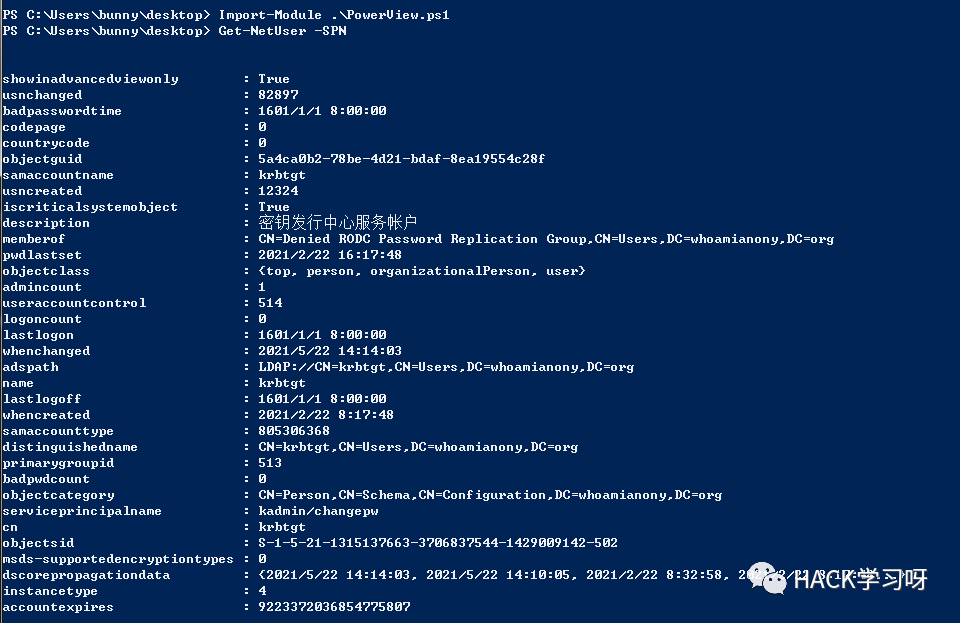 PS C:\Users\bunny\desktop> Import-Module .\PowerView.ps1
PS C:\Users\bunny\desktop> Get-NetUser -SPN
showinadvancedviewonly : True
usnchanged : 82897
badpasswordtime : 1601/1/1 8:00:00
codepage : 0
countrycode : 0
objectguid : 5a4ca0b2-78be-4d21-bdaf-8ea19554c28f
samaccountname : krbtgt
usncreated : 12324
iscriticalsystemobject : True
description : 密钥发行中心服务帐户
memberof : CN=Denied RODC Password Replication Group,CN=Users,DC=whoamianony,DC=org
pwdlastset : 2021/2/22 16:17:48
objectclass : {top, person, organizationalPerson, user}
admincount : 1
useraccountcontrol : 514
logoncount : 0
lastlogon : 1601/1/1 8:00:00
whenchanged : 2021/5/22 14:14:03
adspath : LDAP://CN=krbtgt,CN=Users,DC=whoamianony,DC=org
name : krbtgt
lastlogoff : 1601/1/1 8:00:00
whencreated : 2021/2/22 8:17:48
samaccounttype : 805306368
distinguishedname : CN=krbtgt,CN=Users,DC=whoamianony,DC=org
primarygroupid : 513
badpwdcount : 0
objectcategory : CN=Person,CN=Schema,CN=Configuration,DC=whoamianony,DC=org
serviceprincipalname : kadmin/changepw
cn : krbtgt
objectsid : S-1-5-21-1315137663-3706837544-1429009142-502
msds-supportedencryptiontypes : 0
dscorepropagationdata : {2021/5/22 14:14:03, 2021/5/22 14:10:05, 2021/2/22 8:32:58,
HACK学习呀
instancetype : 4
accountexpires : 9223372036854775807